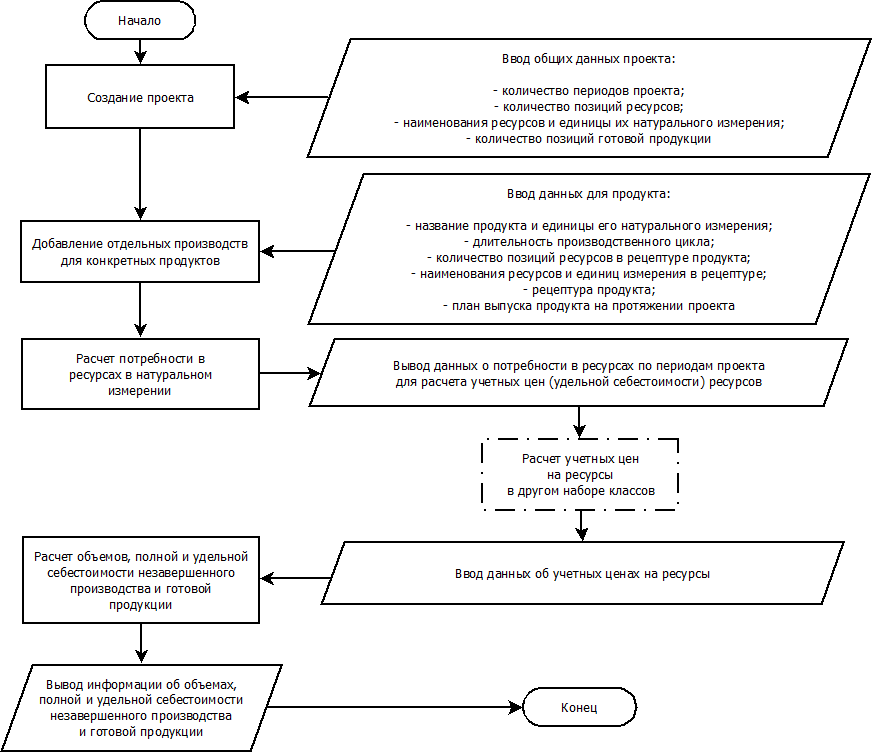 Начало
Создание проекта
Ввод общих данных проекта:
- количество периодов проекта;
- количество позиций ресурсов;
- наименования ресурсов и единицы их натурального измерения;
- количество позиций готовой продукции
Добавление отдельных производств
для конкретных продуктов
Ввод данных для продукта:
- название продукта и единицы его натурального измерения;
- длительность производственного цикла;
- количество позиций ресурсов в рецептуре продукта;
- наименования ресурсов и единиц измерения в рецептуре;
- рецептура продукта;
- план выпуска продукта на протяжении проекта
Расчет потребности в
ресурсах в натуральном
измерении
Вывод данных о потребности в ресурсах по периодам проекта
для расчета учетных цен (удельной себестоимости) ресурсов
Расчет учетных цен
на ресурсы
в другом наборе классов
Ввод данных об учетных ценах на ресурсы
Расчет объемов, полной и удельной
себестоимости незавершенного
производства и готовой
продукции
Вывод информации об объемах,
полной и удельной себестоимости
незавершенного производства
и готовой продукции
Конец